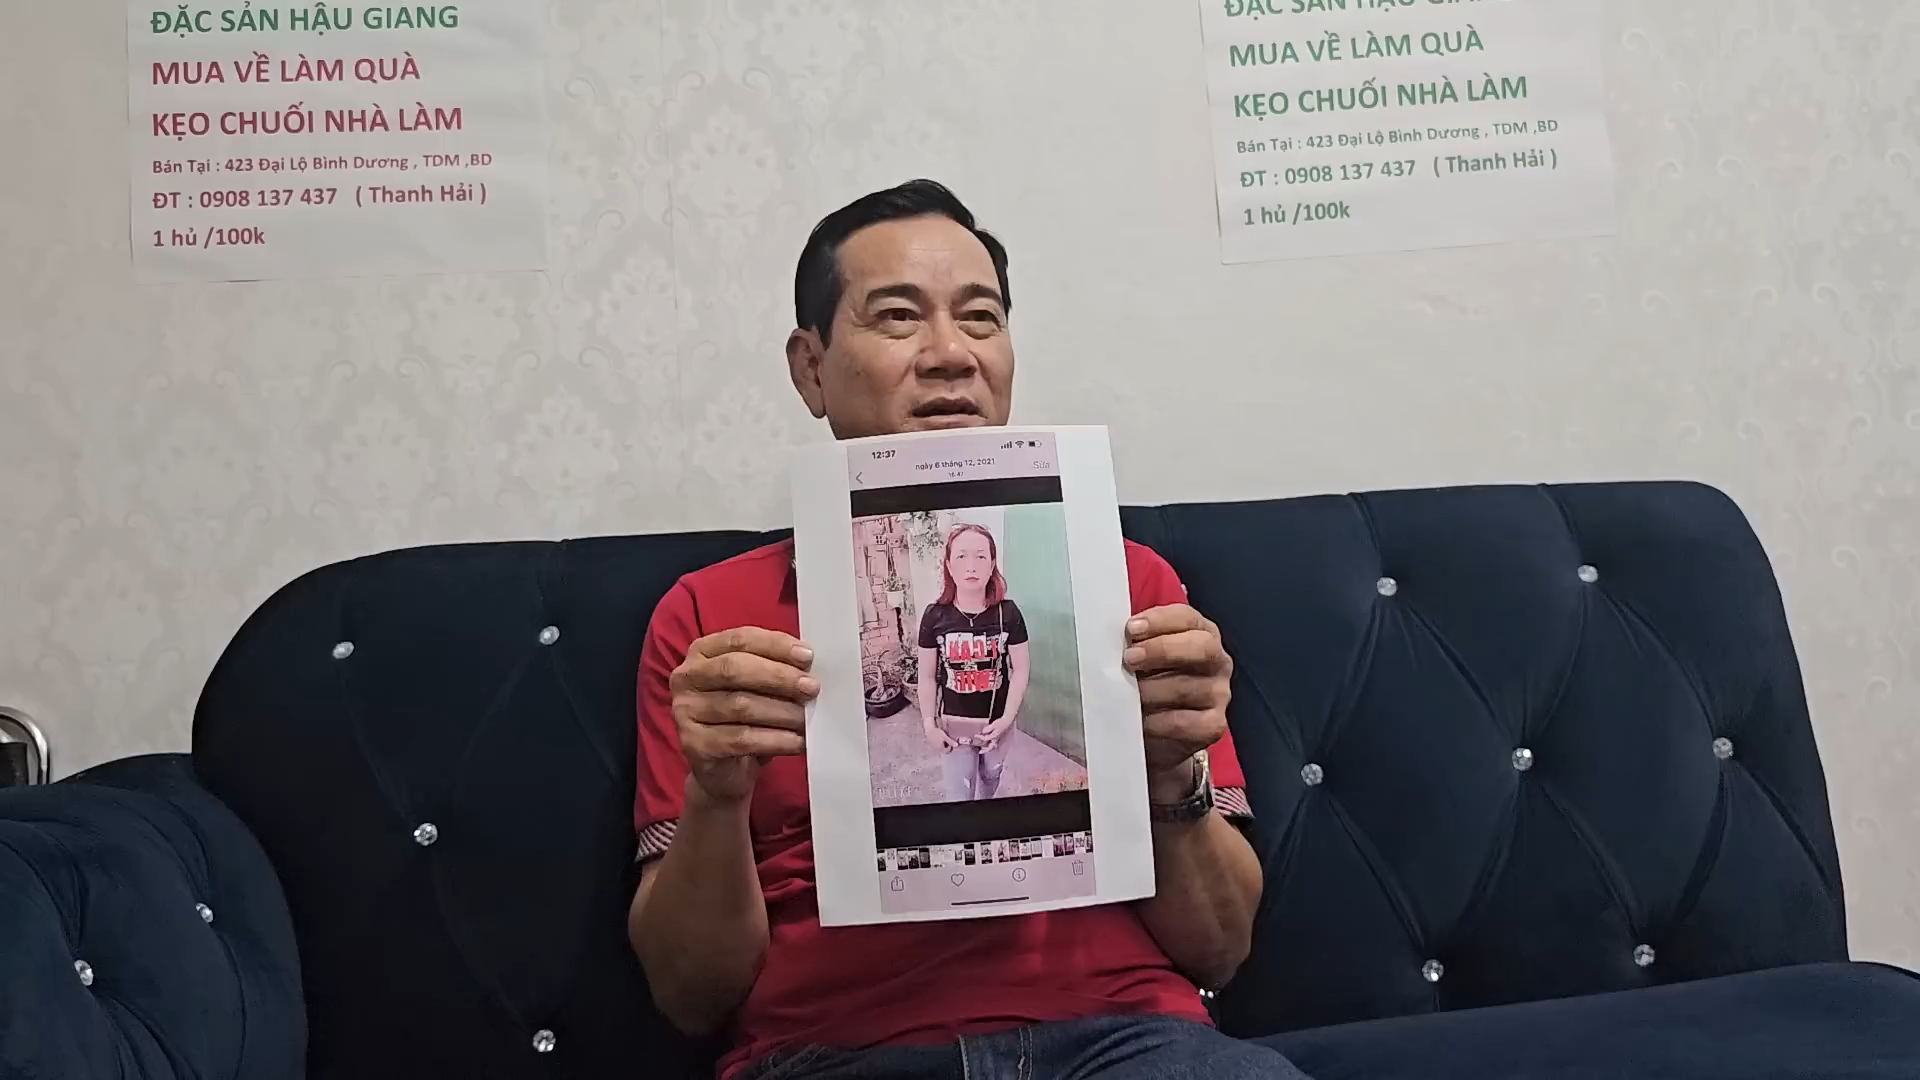 ĐẶC SẢN HẬU GIANG
MUA VỀ LÀM QUÀ
KẸO CHUỐI NHÀ LÀM
Bán Tại : 423 Đại Lộ Bình Dương , TDM ,BD
ĐT : 0908 137 437 ( Thanh Hải )
1 hủ /100k
ĐẶC SẢN HẬU
MUA VỀ LÀM QUÀ
KẸO CHUỐI NHÀ LÀM
Bán Tại : 423 Đại Lộ Bình Dương , TDM ,BD
ĐT : 0908 137 437 ( Thanh Hải )
1 hủ /100k
12:37
ngày 6 tháng 12, 2021
Sửa